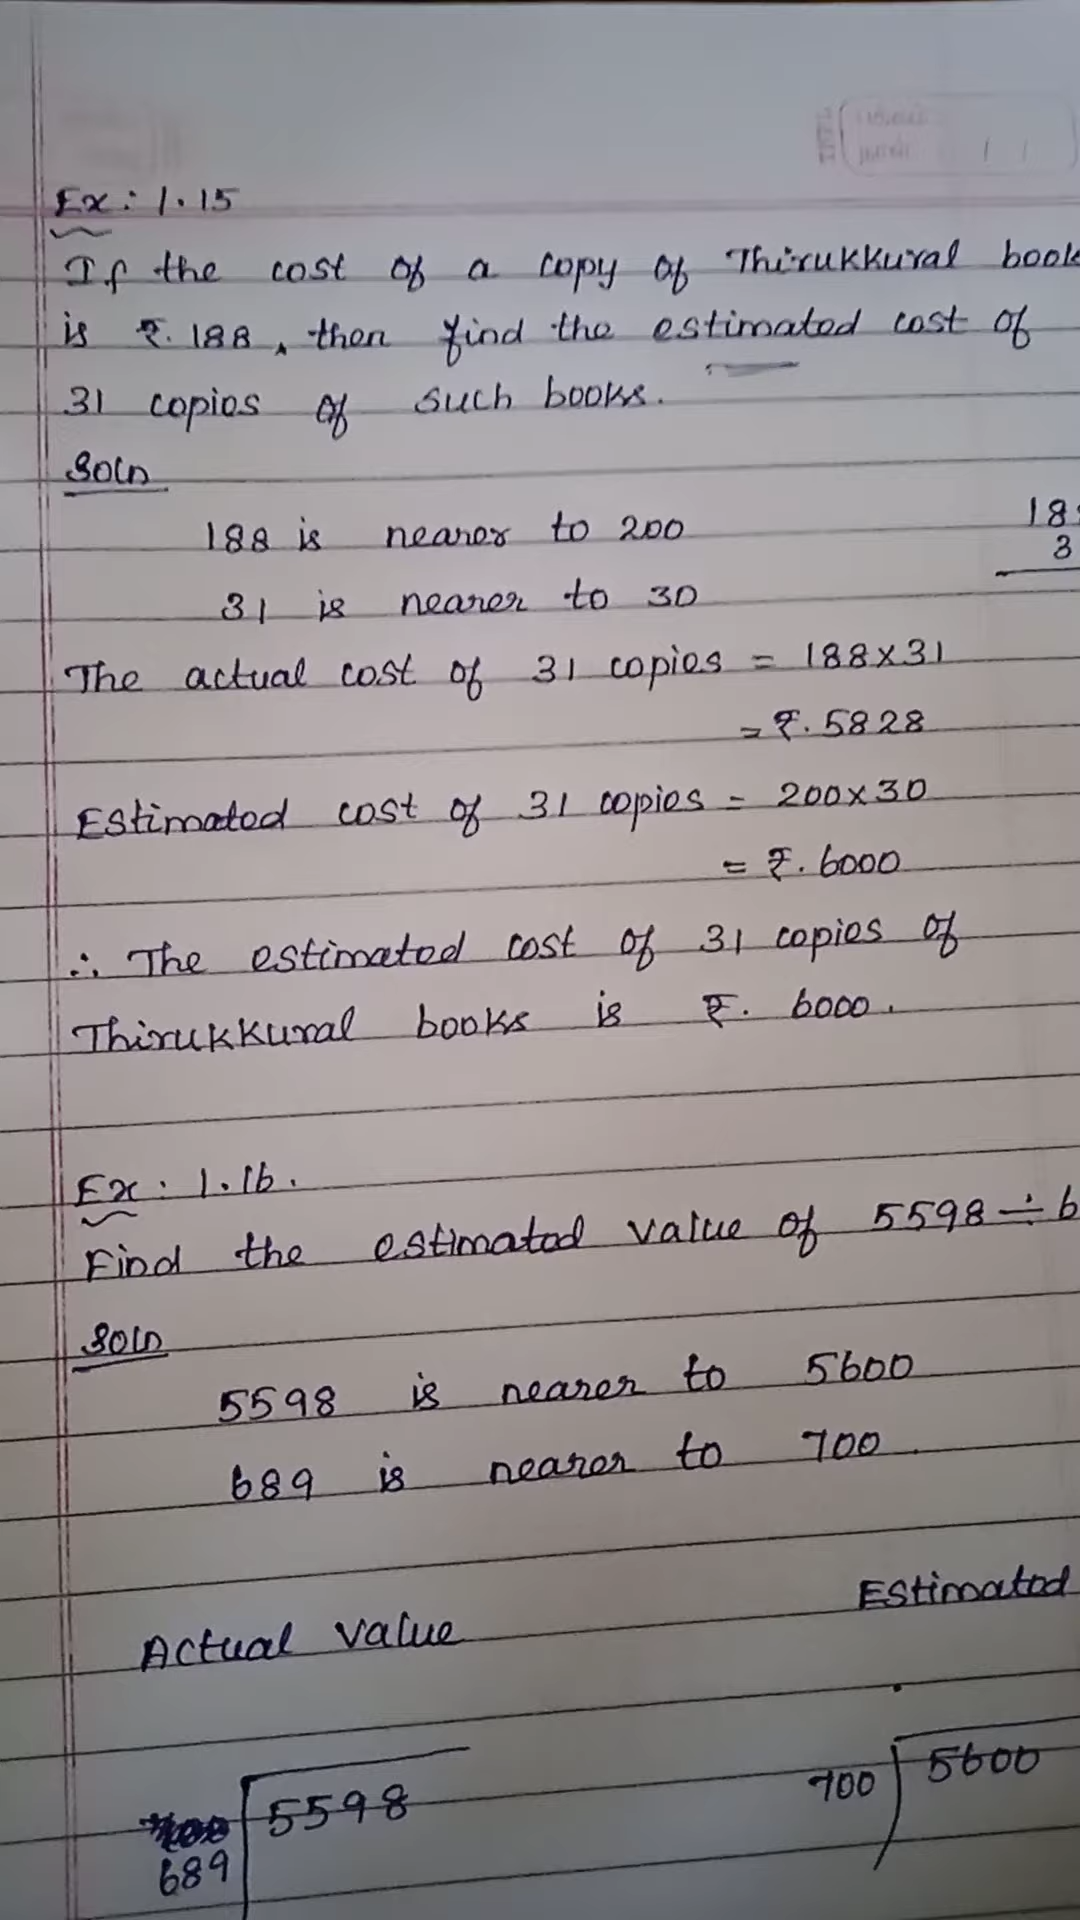 Ex: 1.15
If the cost of a copy of Thirukkural book
is ₹. 188, then find the estimated cost of
31 copies of such books.
Soln
188 is nearer to 200
18
31 is nearer to 30
3
The actual cost of 31 copies = 188×31
= ₹. 5828
Estimated cost of 31 copies = 200×30
= ₹. 6000
∴ The estimated cost of 31 copies of
Thirukkural books is ₹. 6000.
Ex: 1.16.
Find the estimated value of 5598 ÷ 6
Soln
5598 is nearer to 5600
689 is nearer to 700.
Actual value Estimated
5598 700 5600
689